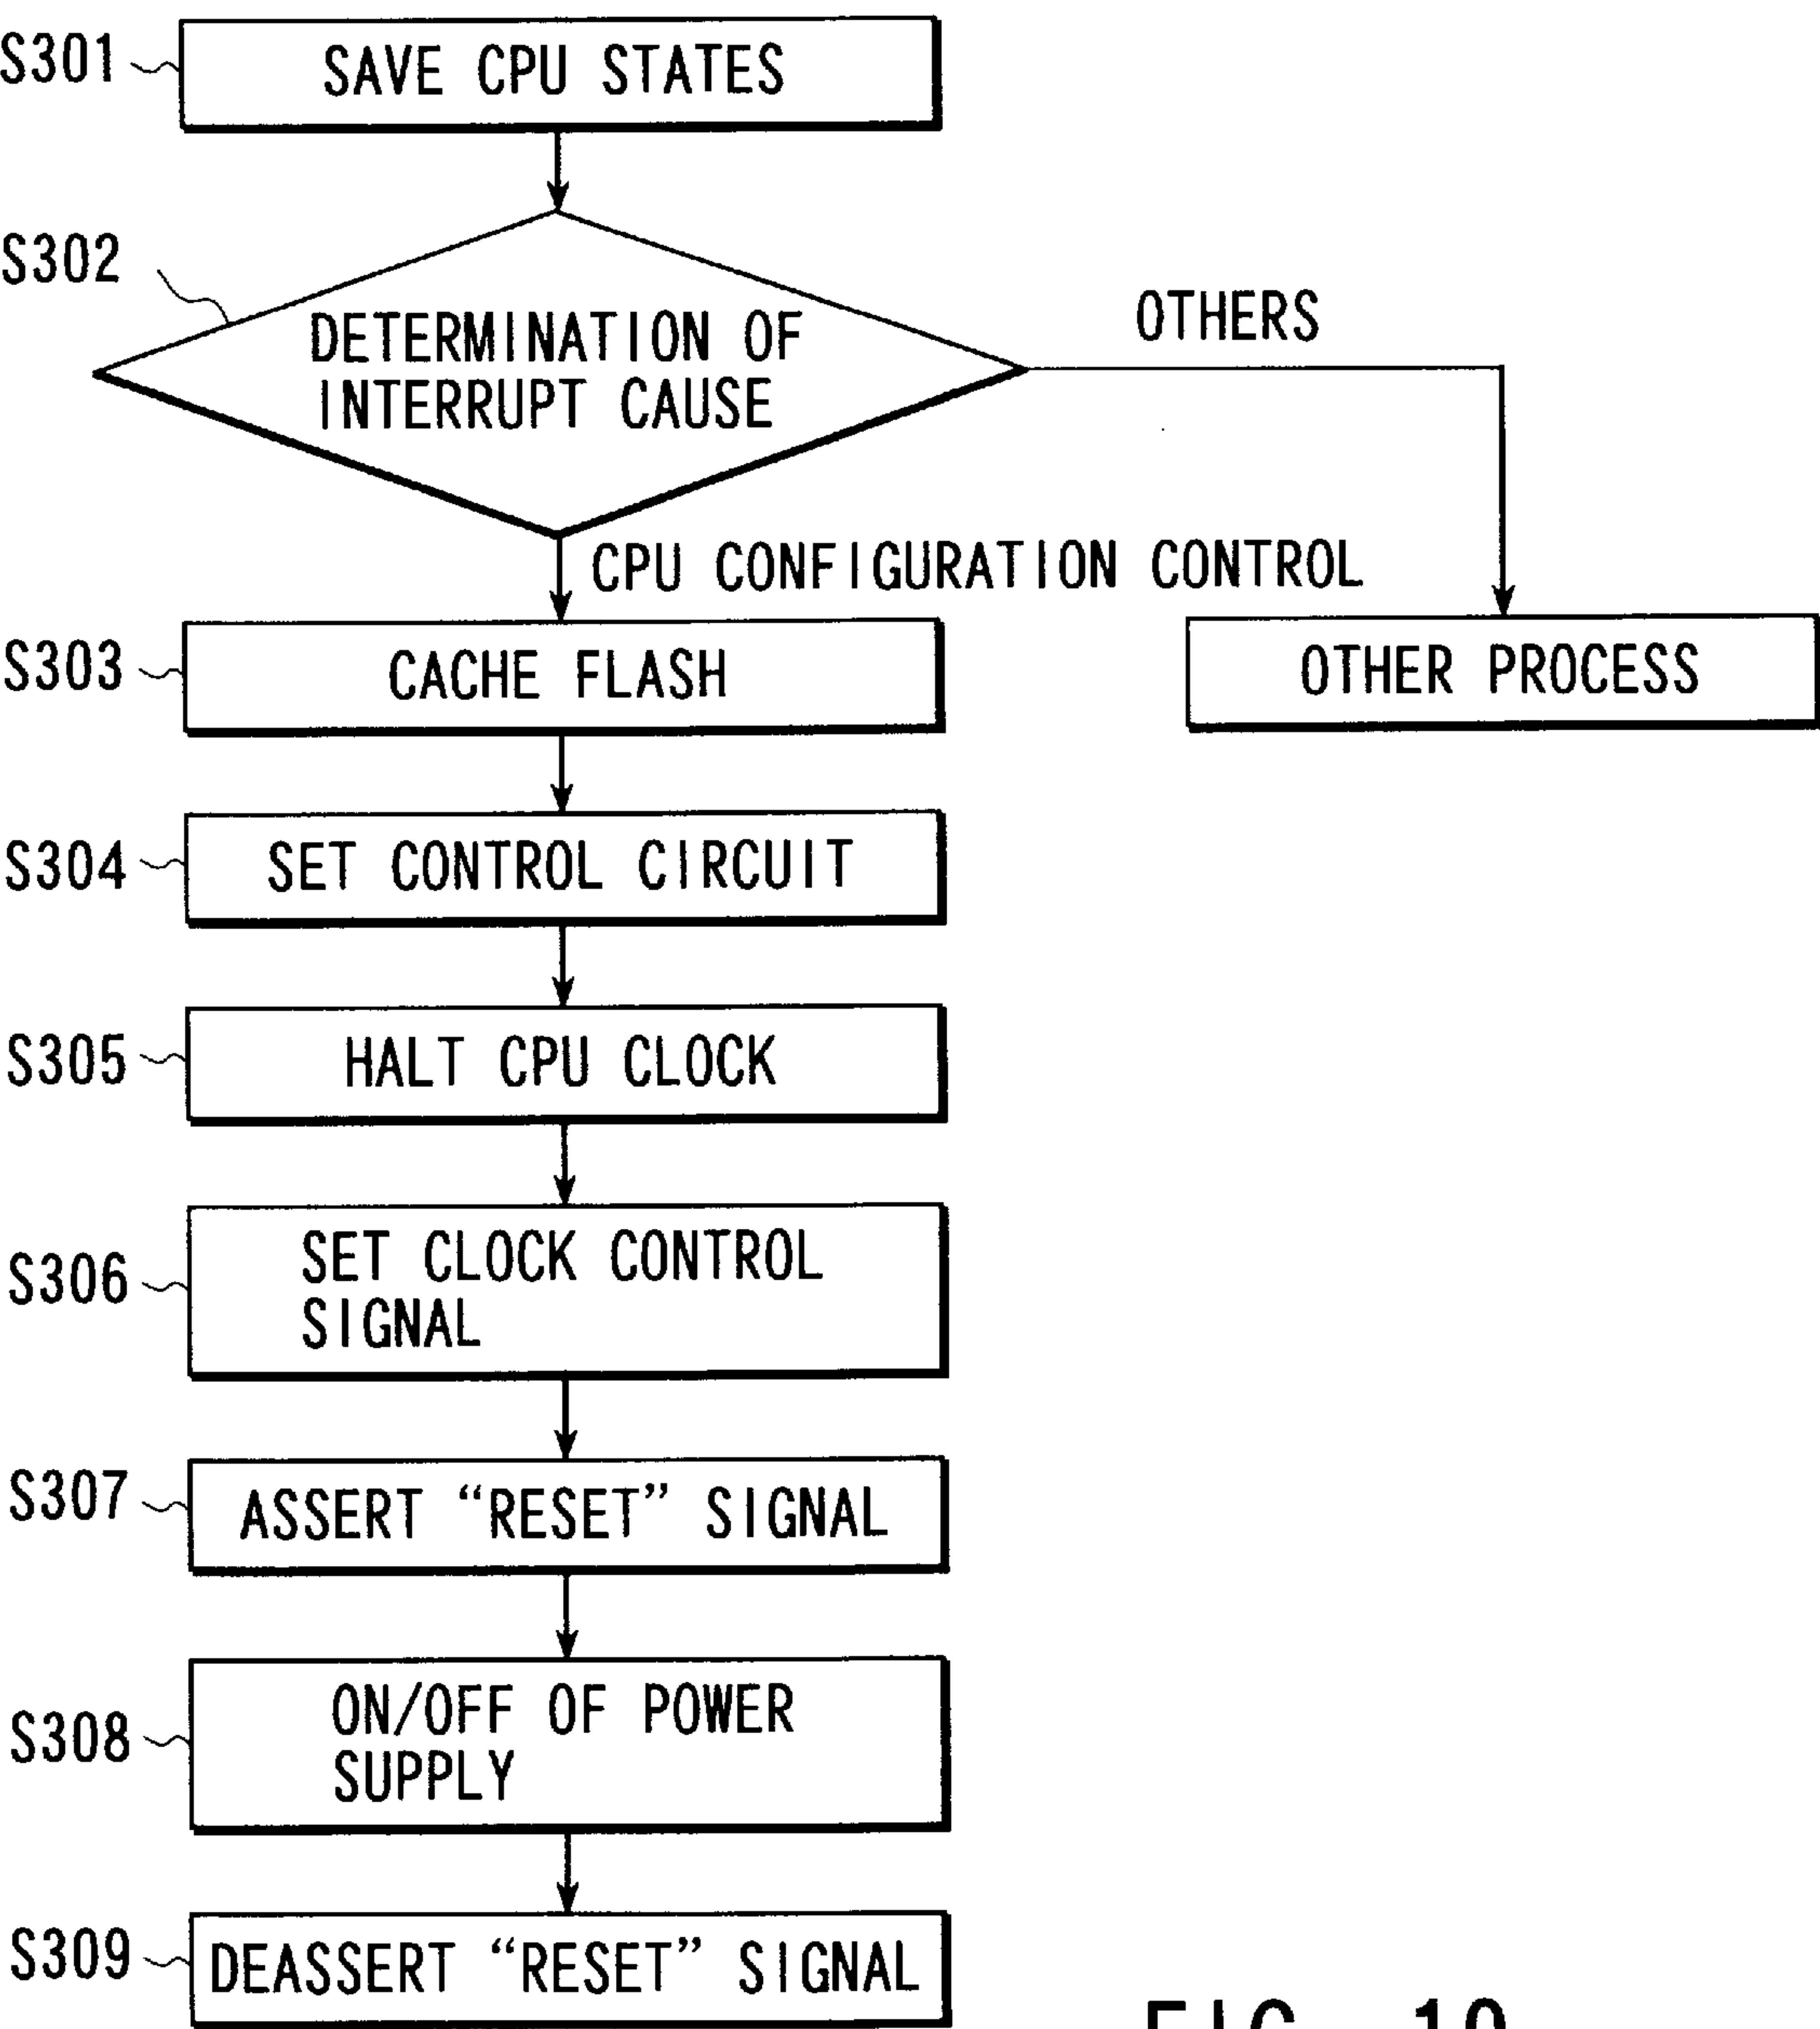 S301
SAVE CPU STATES
S302
DETERMINATION OF
INTERRUPT CAUSE
OTHERS
CPU CONFIGURATION CONTROL
S303
CACHE FLASH
OTHER PROCESS
S304
SET CONTROL CIRCUIT
S305
HALT CPU CLOCK
S306
SET CLOCK CONTROL
SIGNAL
S307
ASSERT “RESET” SIGNAL
S308
ON/OFF OF POWER
SUPPLY
S309
DEASSERT “RESET” SIGNAL